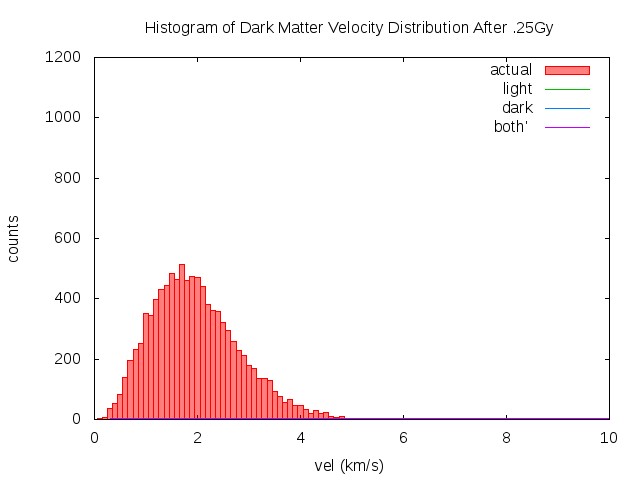 Histogram of Dark Matter Velocity Distribution After .25Gy
1200
1000
800
600
400
200
0
counts
actual
light
dark
both'
0 2 4 6 8 10
vel (km/s)